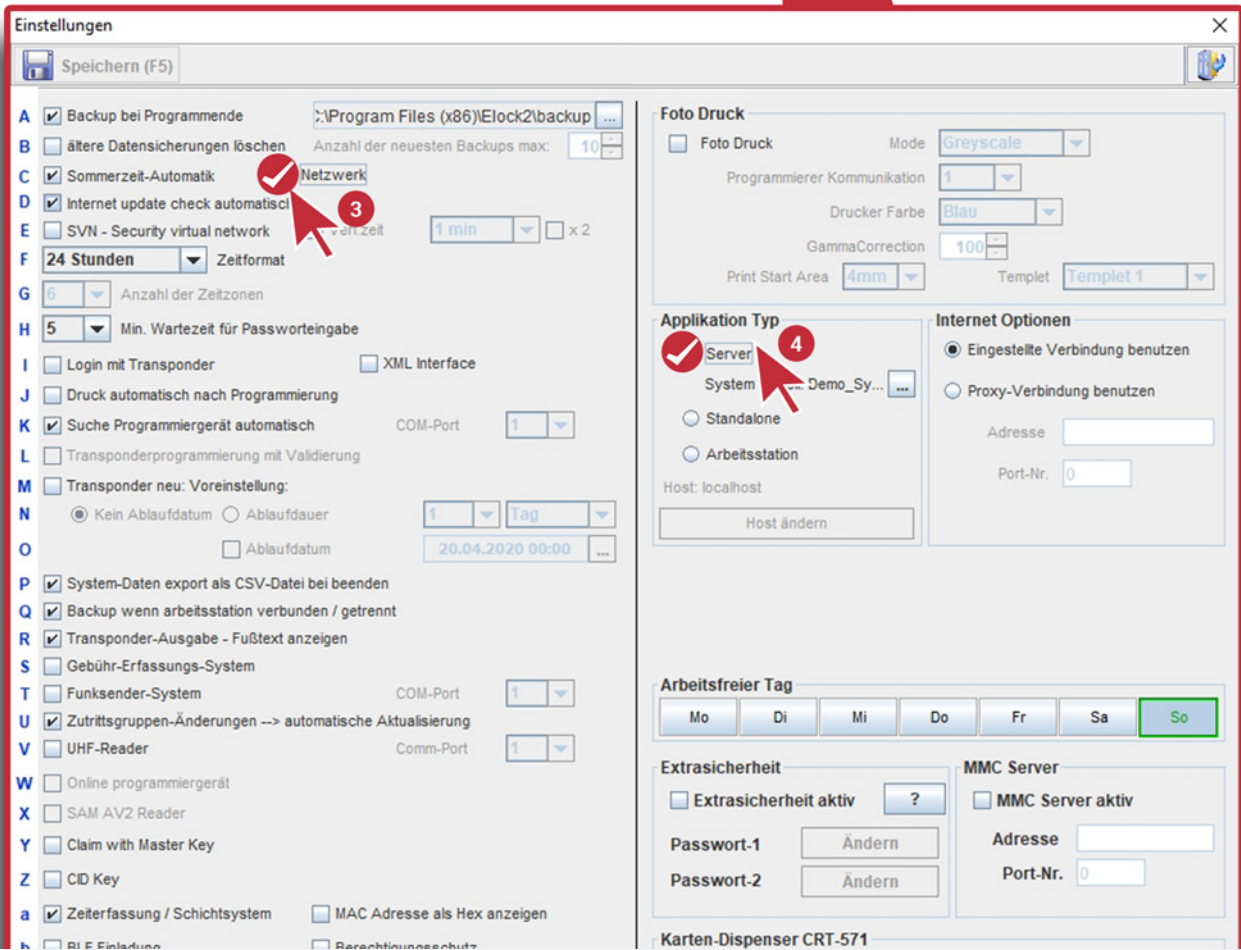 Einstellungen
Speichern (F5)
A Backup bei Programmende :\Program Files (x86)\Elock2\backup ...
B ältere Datensicherungen löschen Anzahl der neuesten Backups max: 10
C Sommerzeit-Automatik Netzwerk
D Internet update check automatisch
3
E SVN - Security virtual network 1 min x 2
F 24 Stunden Zeitformat
G 6 Anzahl der Zeitzonen
H 5 Min. Wartezeit für Passworteingabe
I Login mit Transponder XML Interface
J Druck automatisch nach Programmierung
K Suche Programmiergerät automatisch COM-Port 1
L Transponderprogrammierung mit Validierung
M Transponder neu: Voreinstellung:
N Kein Ablaufdatum Ablaufdauer 1 Tag
O Ablaufdatum 20.04.2020 00:00 ...
P System-Daten export als CSV-Datei bei beenden
Q Backup wenn arbeitsstation verbunden / getrennt
R Transponder-Ausgabe - Fußtext anzeigen
S Gebühr-Erfassungs-System
T Funksender-System COM-Port 1
U Zutrittsgruppen-Änderungen --> automatische Aktualisierung
V UHF-Reader Comm-Port 1
W Online programmiergerät
X SAM AV2 Reader
Y Claim with Master Key
Z CID Key
a Zeiterfassung / Schichtsystem MAC Adresse als Hex anzeigen
b BLE Einladung Berechtigungsschutz
Foto Druck
Foto Druck Mode Greyscale
Programmierer Kommunikation 1
Drucker Farbe Blau
GammaCorrection 100
Print Start Area 4mm Templet Templet 1
Applikation Typ
Server 4
System Demo_Sy... ...
Standalone
Arbeitsstation
Host: localhost
Host ändern
Internet Optionen
Eingestellte Verbindung benutzen
Proxy-Verbindung benutzen
Adresse
Port-Nr. 0
Arbeitsfreier Tag
Mo Di Mi Do Fr Sa So
Extrasicherheit
Extrasicherheit aktiv ?
Passwort-1 Ändern
Passwort-2 Ändern
MMC Server
MMC Server aktiv
Adresse
Port-Nr. 0
Karten-Dispenser CRT-571